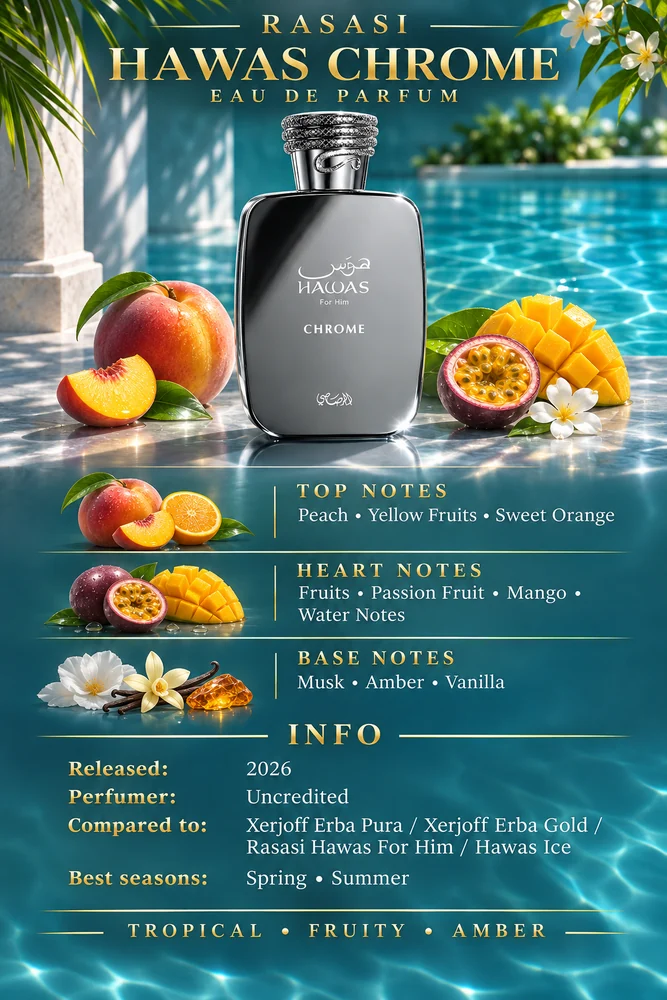 RASASI
HAWAS CHROME
EAU DE PARFUM
هوس
HAWAS
For Him
CHROME
الرصاصي
TOP NOTES
Peach • Yellow Fruits • Sweet Orange
HEART NOTES
Fruits • Passion Fruit • Mango •
Water Notes
BASE NOTES
Musk • Amber • Vanilla
INFO
Released: 2026
Perfumer: Uncredited
Compared to: Xerjoff Erba Pura / Xerjoff Erba Gold /
Rasasi Hawas For Him / Hawas Ice
Best seasons: Spring • Summer
TROPICAL • FRUITY • AMBER